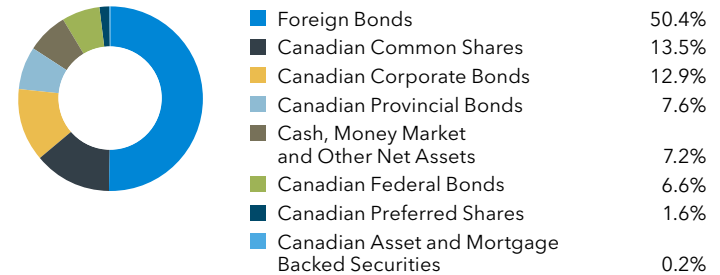 Foreign Bonds 50.4%
Canadian Common Shares 13.5%
Canadian Corporate Bonds 12.9%
Canadian Provincial Bonds 7.6%
Cash, Money Market
and Other Net Assets 7.2%
Canadian Federal Bonds 6.6%
Canadian Preferred Shares 1.6%
Canadian Asset and Mortgage
Backed Securities 0.2%